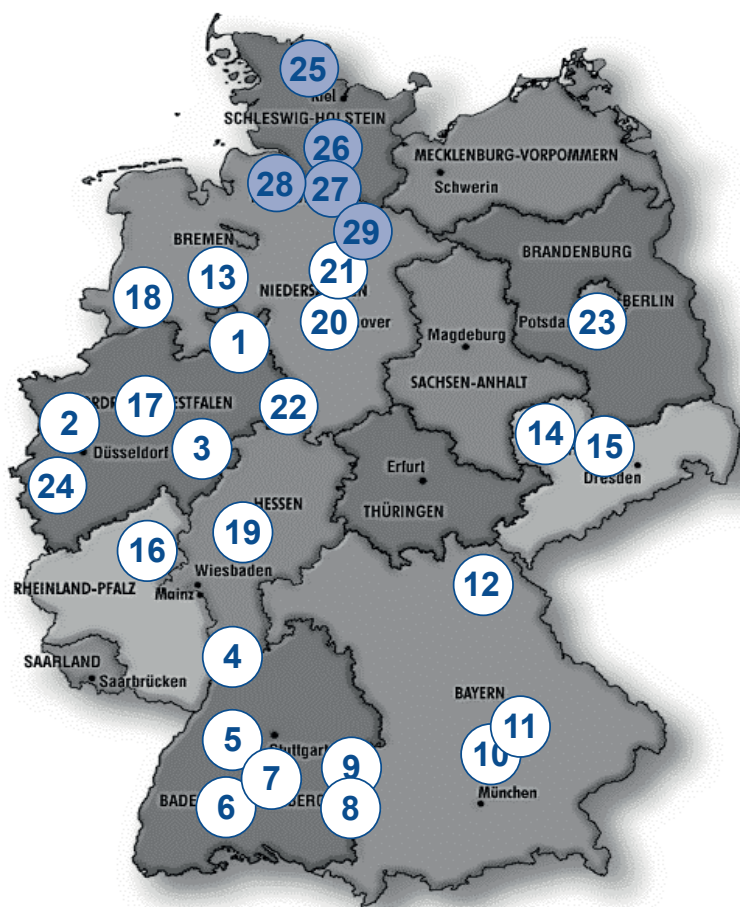 25
Kiel
SCHLESWIG-HOLSTEIN
26
MECKLENBURG-VORPOMMERN
28
27
Schwerin
29
BREMEN
BRANDENBURG
21
13
18
NIEDERSA
EN
BERLIN
20
over
Potsda
23
1
Magdeburg
SACHSEN-ANHALT
17
ORDR
ESTFALEN
22
2
14
15
3
Düsseldorf
Erfurt
Dresden
24
HESSEN
THÜRINGEN
19
16
Wiesbaden
RHEINLAND-PFALZ
Mainz
12
4
SAARLAND
Saarbrücken
BAYERN
11
5
Stuttgar
10
9
7
BADE
BERG
6
8
München